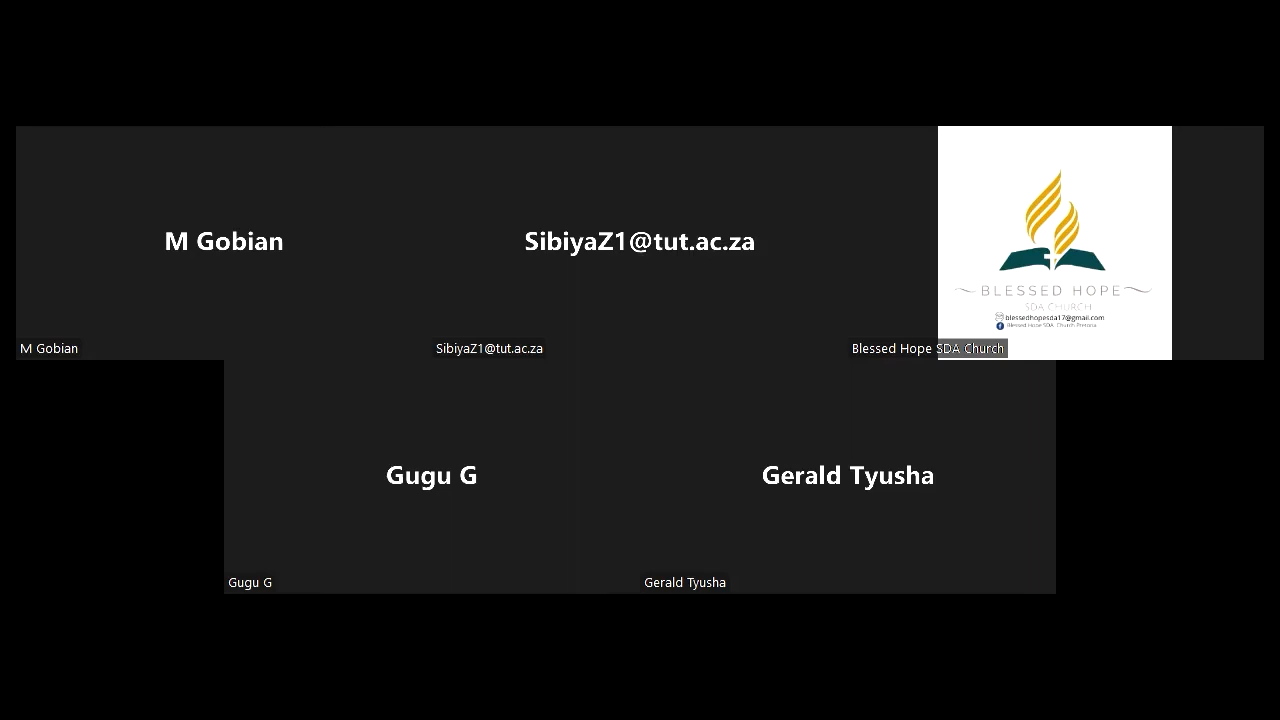 M Gobian
SibiyaZ1@tut.ac.za
BLESSED HOPE
SDA CHURCH
blessedhopesda17@gmail.com
Blessed Hope SDA Church Pretoria
M Gobian
SibiyaZ1@tut.ac.za
Blessed Hope SDA Church
Gugu G
Gerald Tyusha
Gugu G
Gerald Tyusha